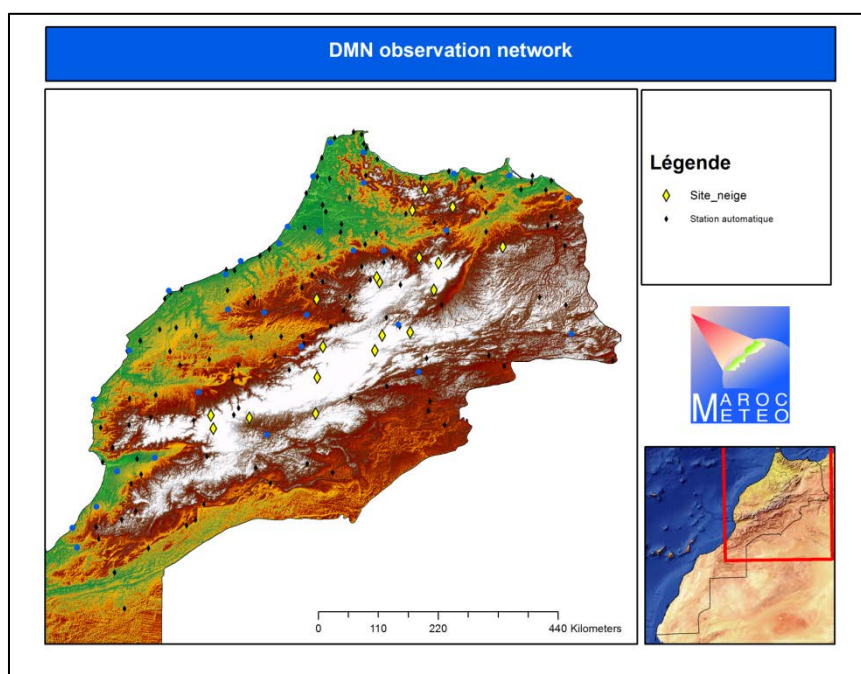 DMN observation network
Légende
Site_neige
Station automatique
MAROC
METEO
0 110 220 440 Kilometers